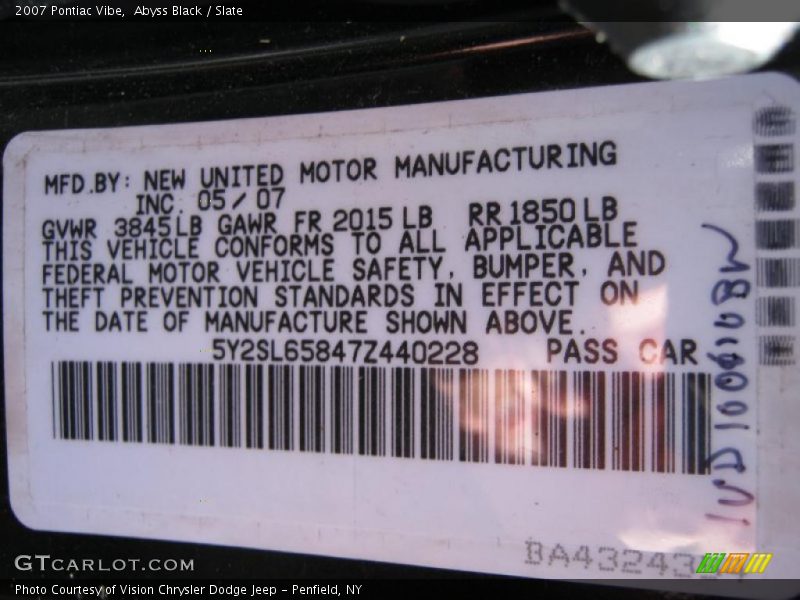 2007 Pontiac Vibe, Abyss Black / Slate
MFD.BY: NEW UNITED MOTOR MANUFACTURING
INC. 05/07
GVWR 3845LB GAWR FR 2015 LB RR 1850 LB
THIS VEHICLE CONFORMS TO ALL APPLICABLE
FEDERAL MOTOR VEHICLE SAFETY, BUMPER, AND
THEFT PREVENTION STANDARDS IN EFFECT ON
THE DATE OF MANUFACTURE SHOWN ABOVE.
5Y2SL65847Z440228 PASS CAR
GTCARLOT.COM
Photo Courtesy of Vision Chrysler Dodge Jeep - Penfield, NY